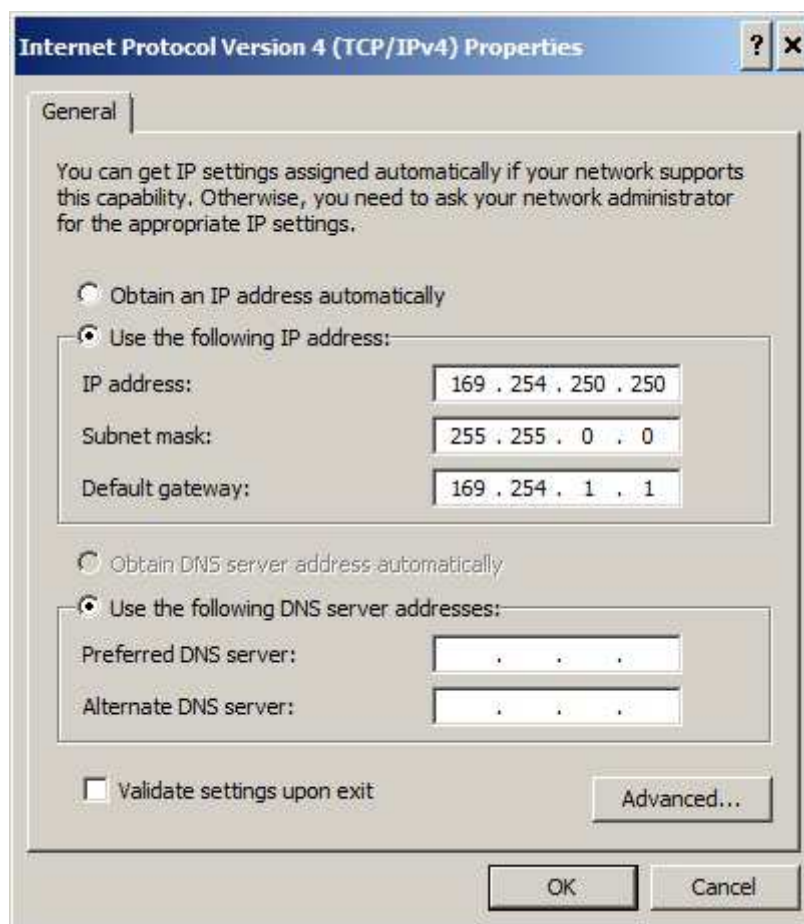 Internet Protocol Version 4 (TCP/IPv4) Properties
General
You can get IP settings assigned automatically if your network supports
this capability. Otherwise, you need to ask your network administrator
for the appropriate IP settings.
Obtain an IP address automatically
Use the following IP address:
IP address: 169 . 254 . 250 . 250
Subnet mask: 255 . 255 . 0 . 0
Default gateway: 169 . 254 . 1 . 1
Obtain DNS server address automatically
Use the following DNS server addresses:
Preferred DNS server: . . .
Alternate DNS server: . . .
Validate settings upon exit
Advanced...
OK Cancel